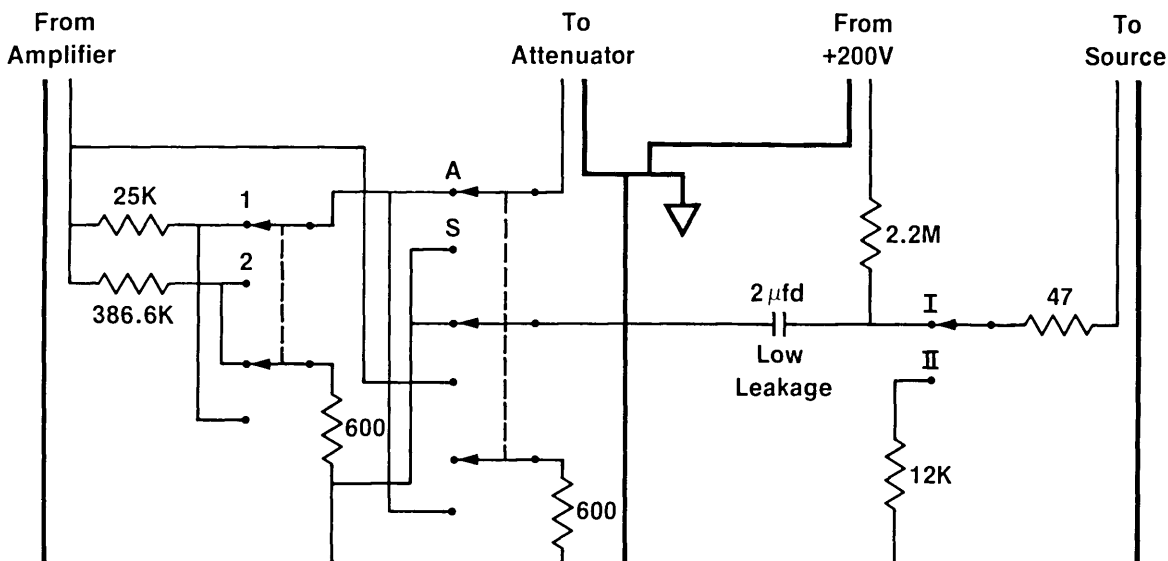 From
Amplifier
To
Attenuator
From
+200V
To
Source
A
25K
1
S
2.2M
2
386.6K
2 μfd
I
47
Low
Leakage
II
600
12K
600